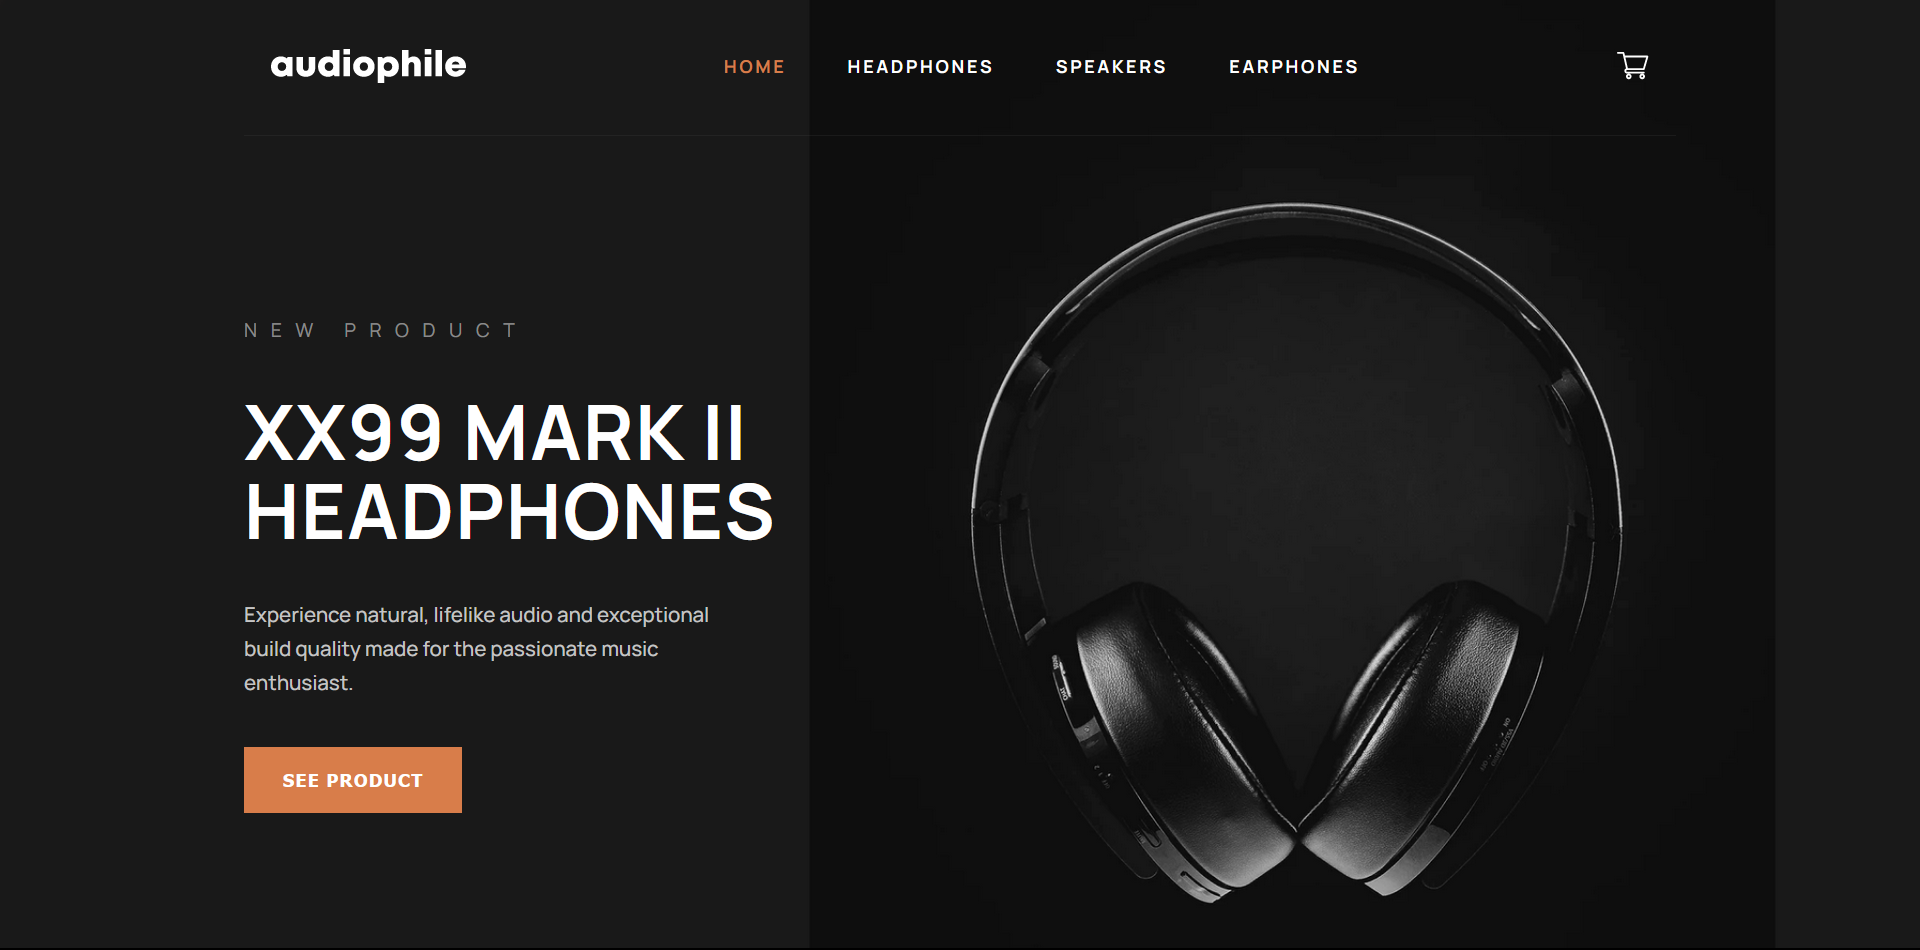 audiophile
HOME HEADPHONES SPEAKERS EARPHONES
NEW PRODUCT
XX99 MARK II
HEADPHONES
Experience natural, lifelike audio and exceptional
build quality made for the passionate music
enthusiast.
SEE PRODUCT